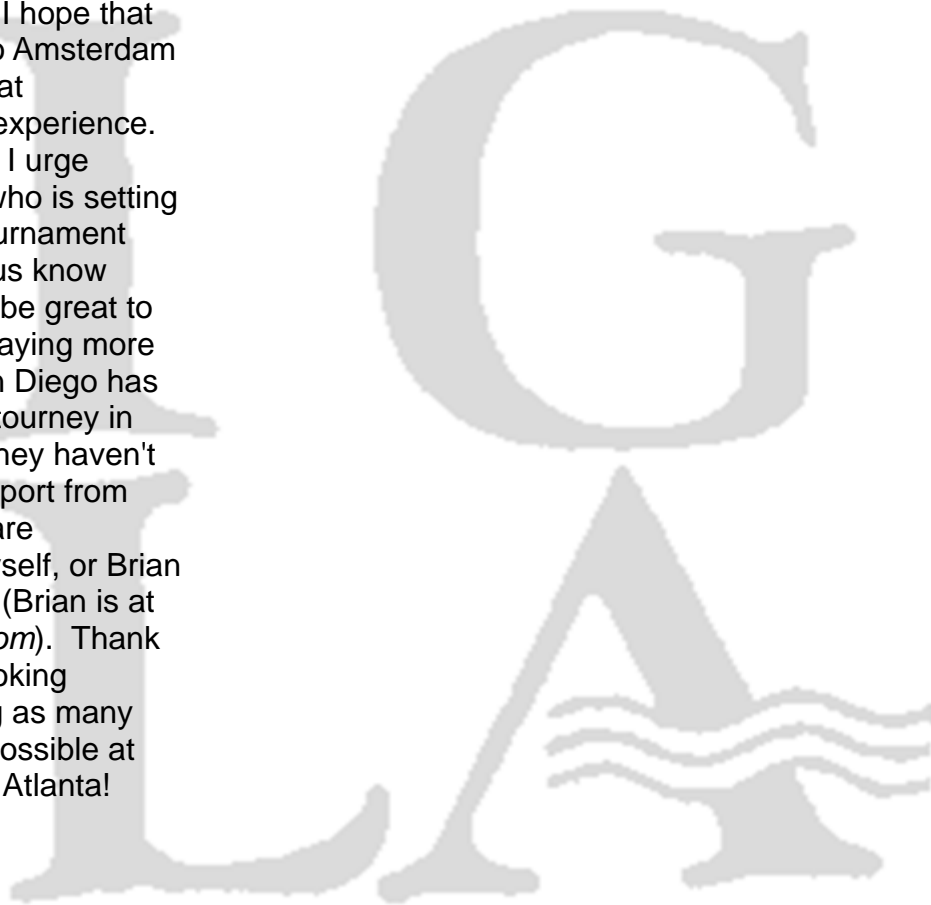 I hope that
o Amsterdam
at
experience.
I urge
who is setting
urnament
us know
be great to
aying more
n Diego has
tourney in
hey haven't
port from
are
rself, or Brian
(Brian is at
om). Thank
oking
g as many
ossible at
Atlanta!
I G
L A